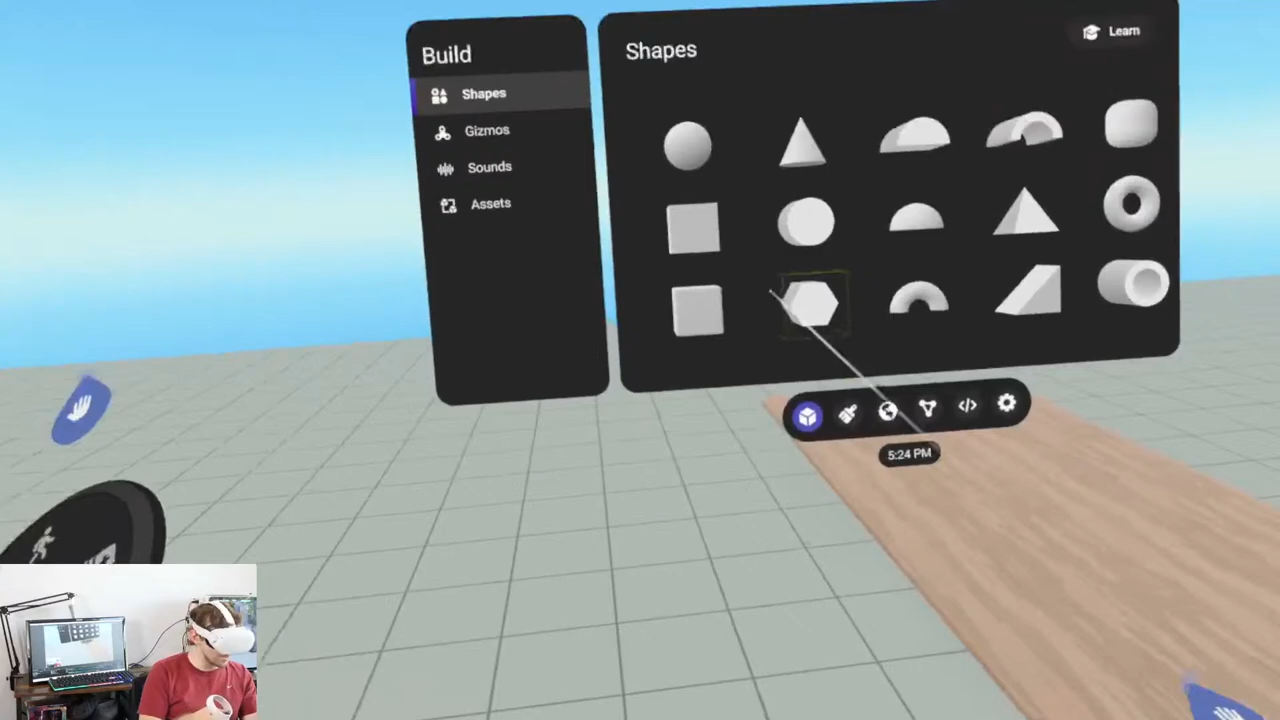 Build
Shapes
Gizmos
Sounds
Assets
Shapes
Learn
5:24 PM